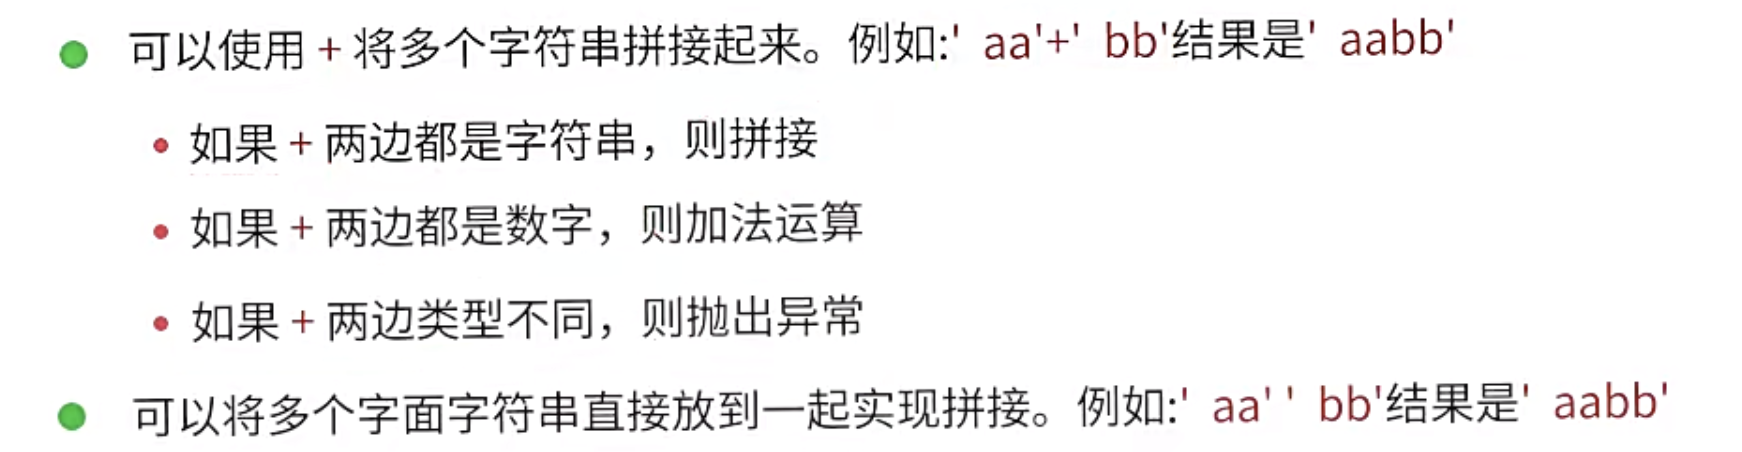 可以使用 + 将多个字符串拼接起来。例如:' aa'+' bb'结果是' aabb'
如果 + 两边都是字符串，则拼接
如果 + 两边都是数字，则加法运算
如果 + 两边类型不同，则抛出异常
可以将多个字面字符串直接放到一起实现拼接。例如:' aa' ' bb'结果是' aabb'